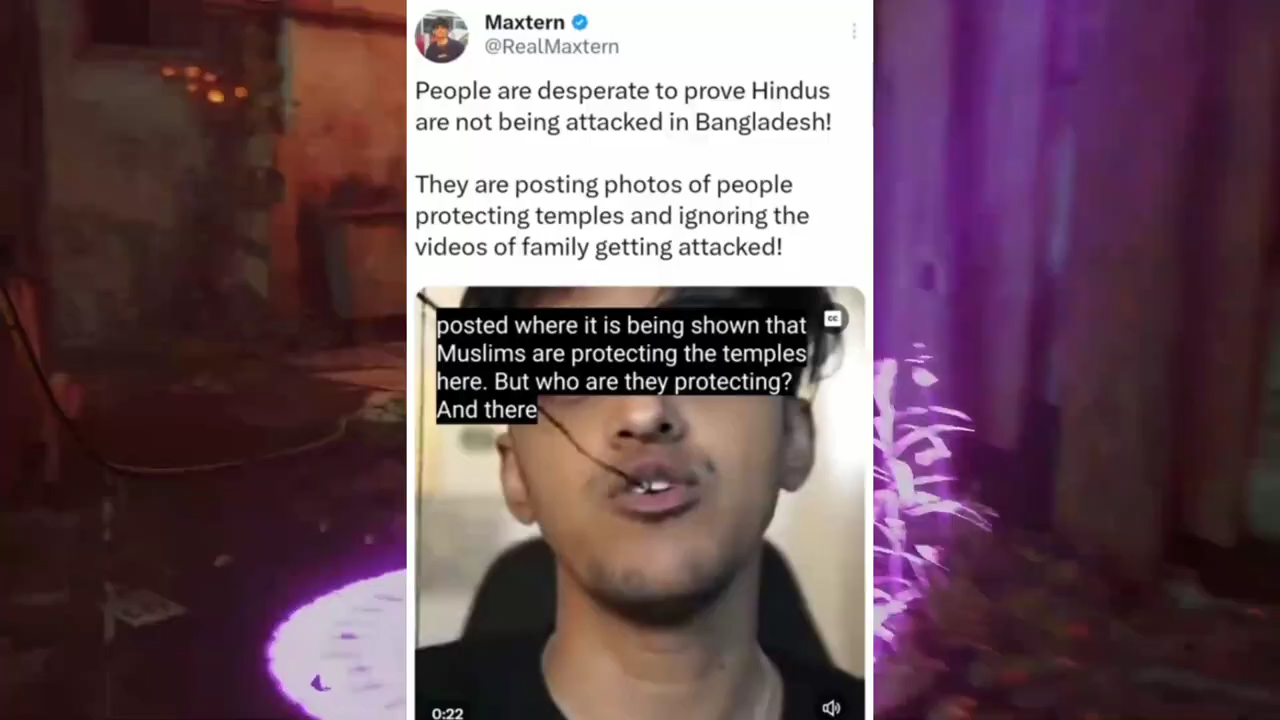 Maxtern
@RealMaxtern
People are desperate to prove Hindus
are not being attacked in Bangladesh!
They are posting photos of people
protecting temples and ignoring the
videos of family getting attacked!
posted where it is being shown that
Muslims are protecting the temples
here. But who are they protecting?
And there
CC
0:22